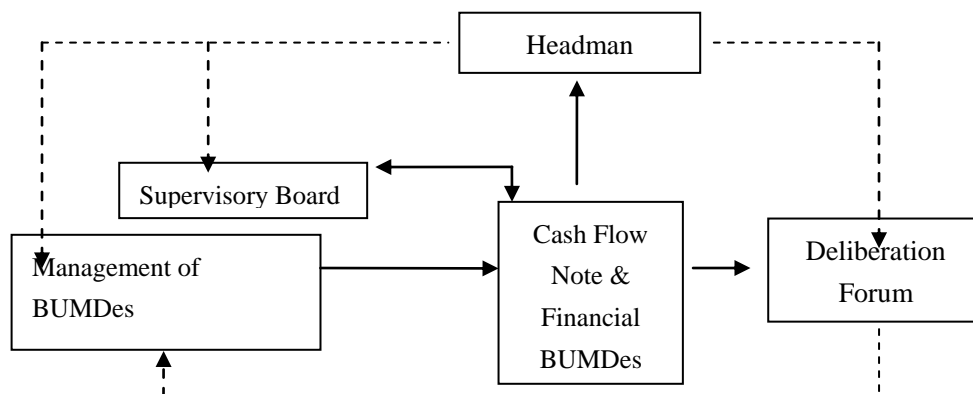 Headman
Supervisory Board
Management of
BUMDes
Cash Flow
Note &
Financial
BUMDes
Deliberation
Forum